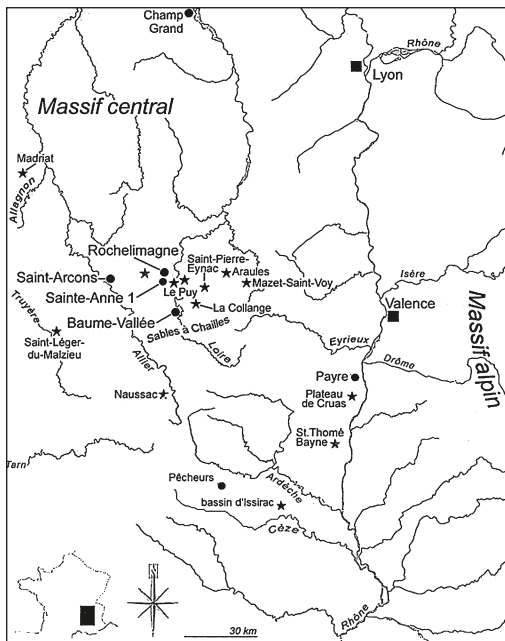 Champ
Grand
Rhône
Lyon
Massif central
Madriat
Allagnon
Rochelimagne
Saint-Pierre-
Eynac
Araules
Saint-Arcons
Mazet-Saint-Voy
Isère
Sainte-Anne 1
Le Puy
La Collange
Truyère
Baume-Vallée
Sables à Chailles
Valence
Massif alpin
Saint-Léger-
du-Malzieu
Loire
Eyrieux
Allier
Drôme
Payre
Naussac
Plateau
de Cruas
St.Thomé
Bayne
Tarn
Pêcheurs
Ardèche
bassin d'Issirac
Cèze
N
Rhône
30 km